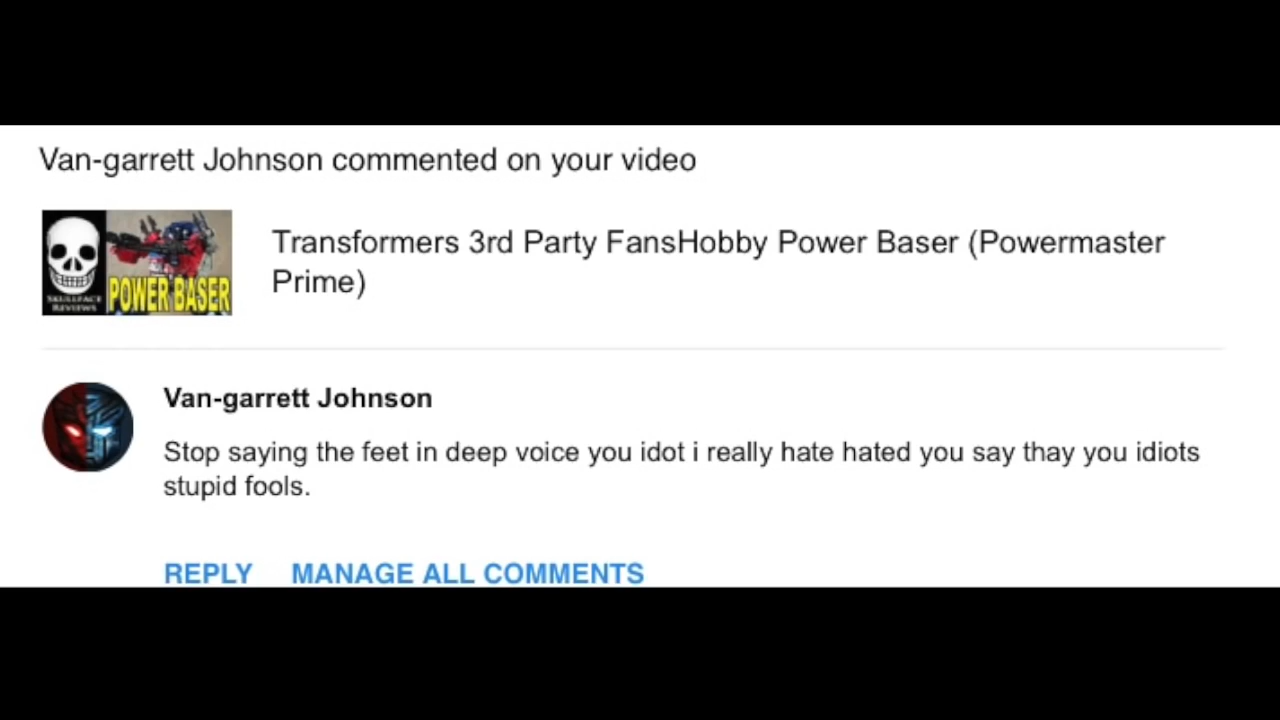 Van-garrett Johnson commented on your video
SKULLFACE
REVIEWS
POWER BASER
Transformers 3rd Party FansHobby Power Baser (Powermaster
Prime)
Van-garrett Johnson
Stop saying the feet in deep voice you idot i really hate hated you say thay you idiots
stupid fools.
REPLY MANAGE ALL COMMENTS